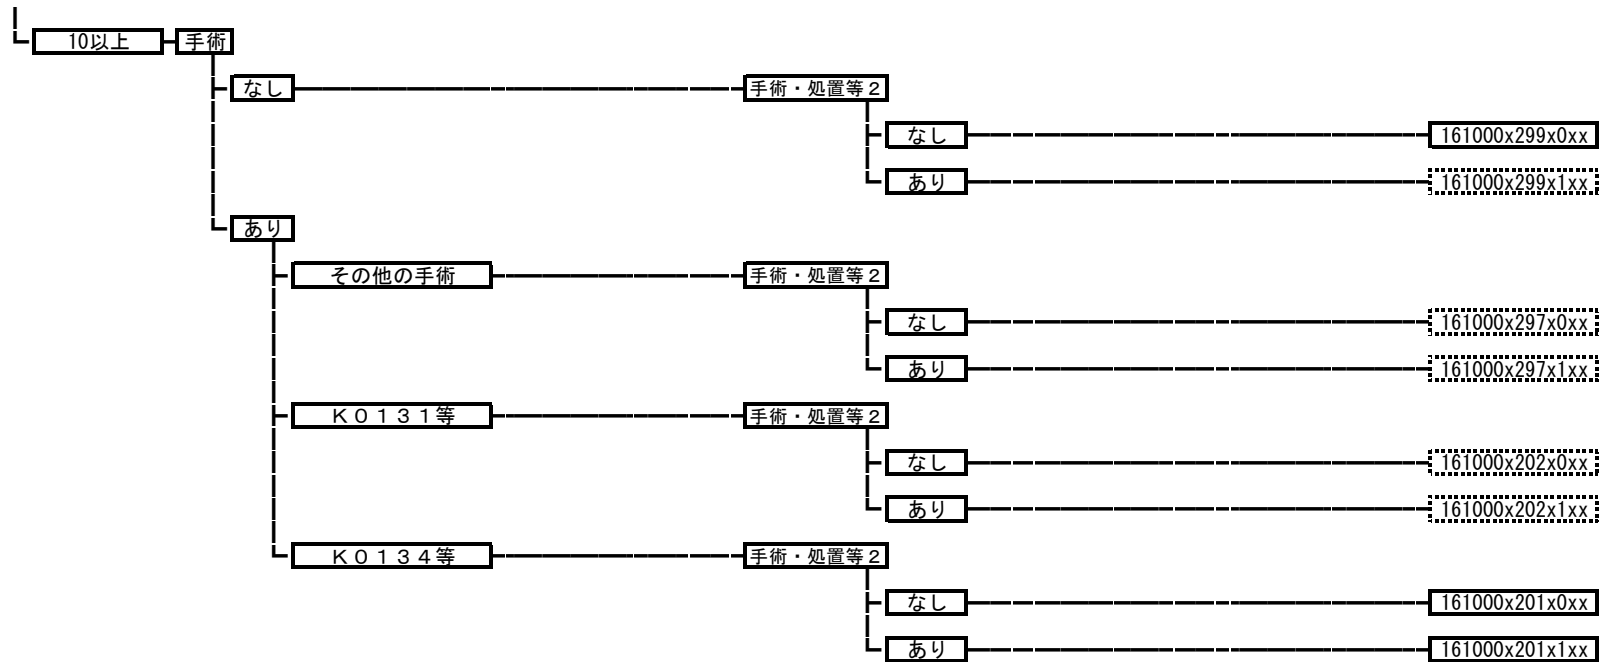 10以上 手術
なし 手術・処置等2
なし 161000x299x0xx
あり 161000x299x1xx
あり
その他の手術 手術・処置等2
なし 161000x297x0xx
あり 161000x297x1xx
K0131等 手術・処置等2
なし 161000x202x0xx
あり 161000x202x1xx
K0134等 手術・処置等2
なし 161000x201x0xx
あり 161000x201x1xx